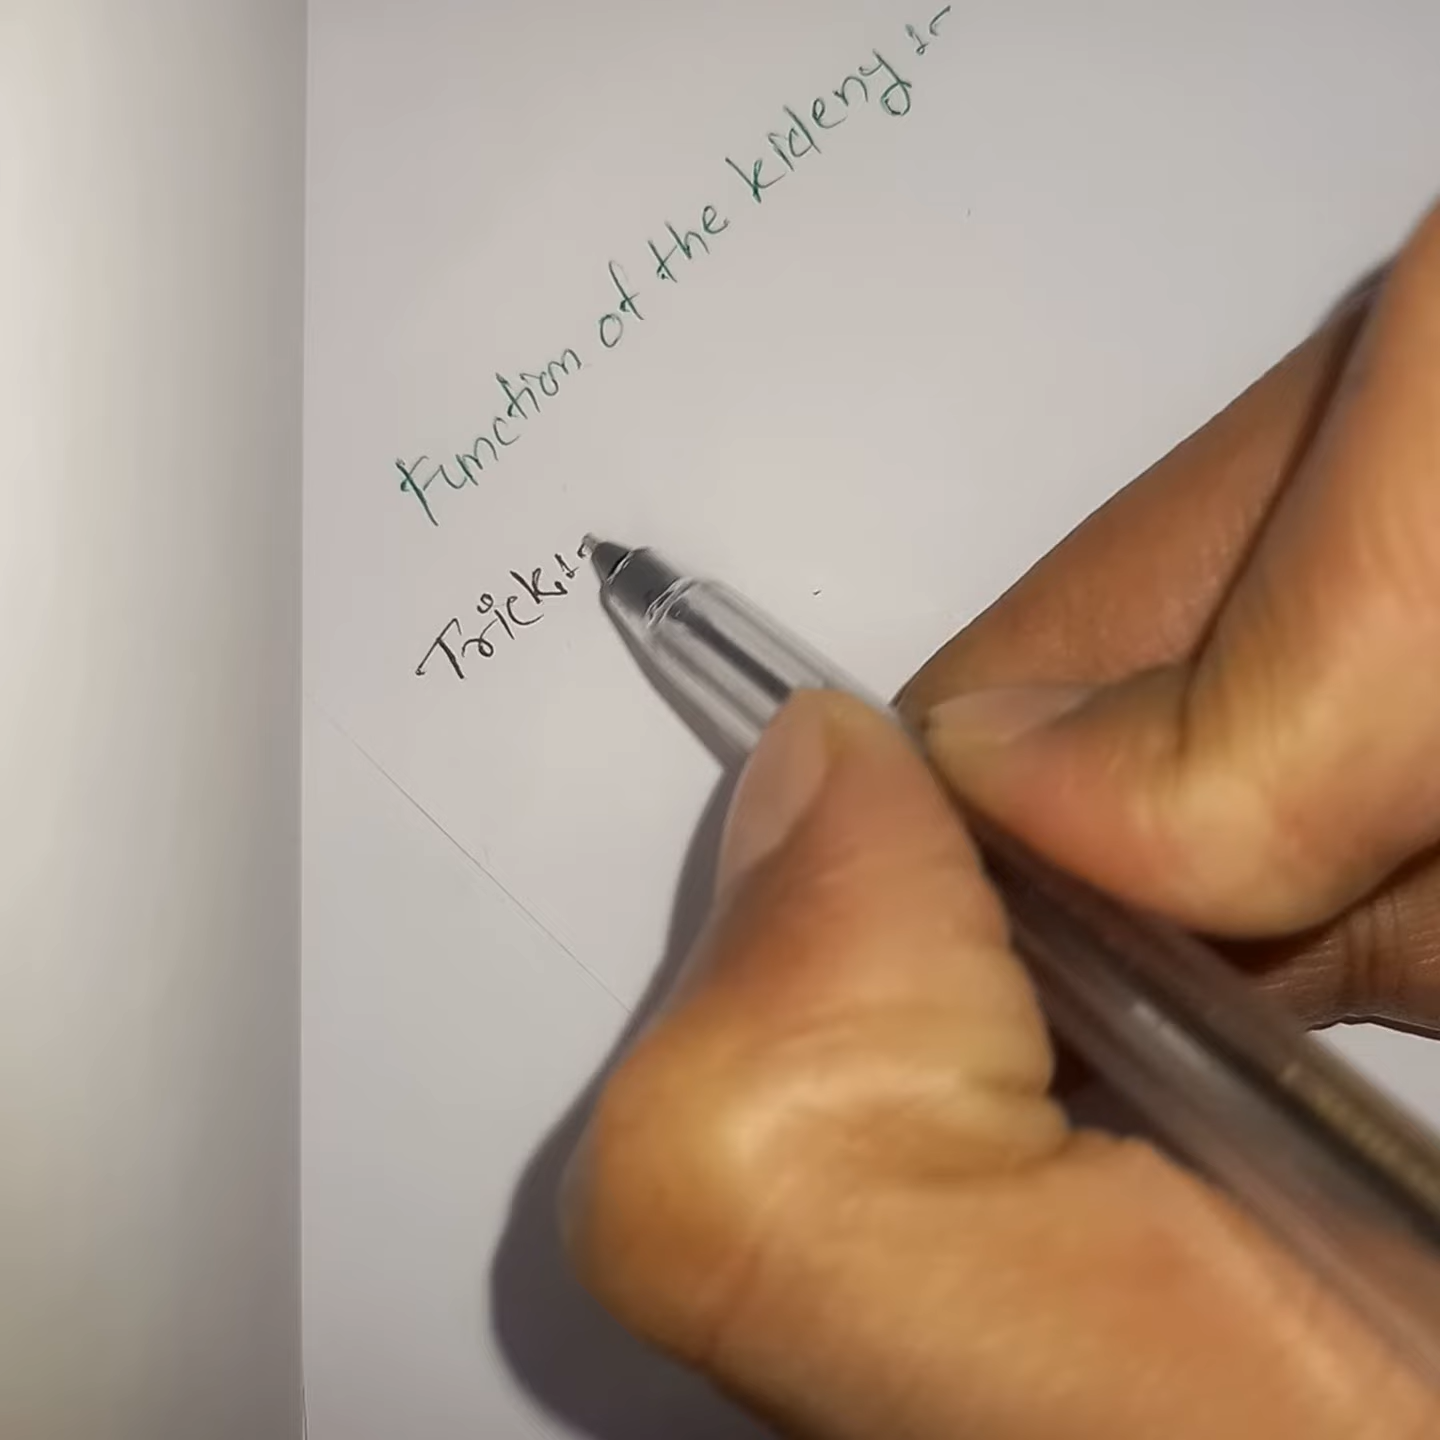 Function of the kideny :-
Trick :-